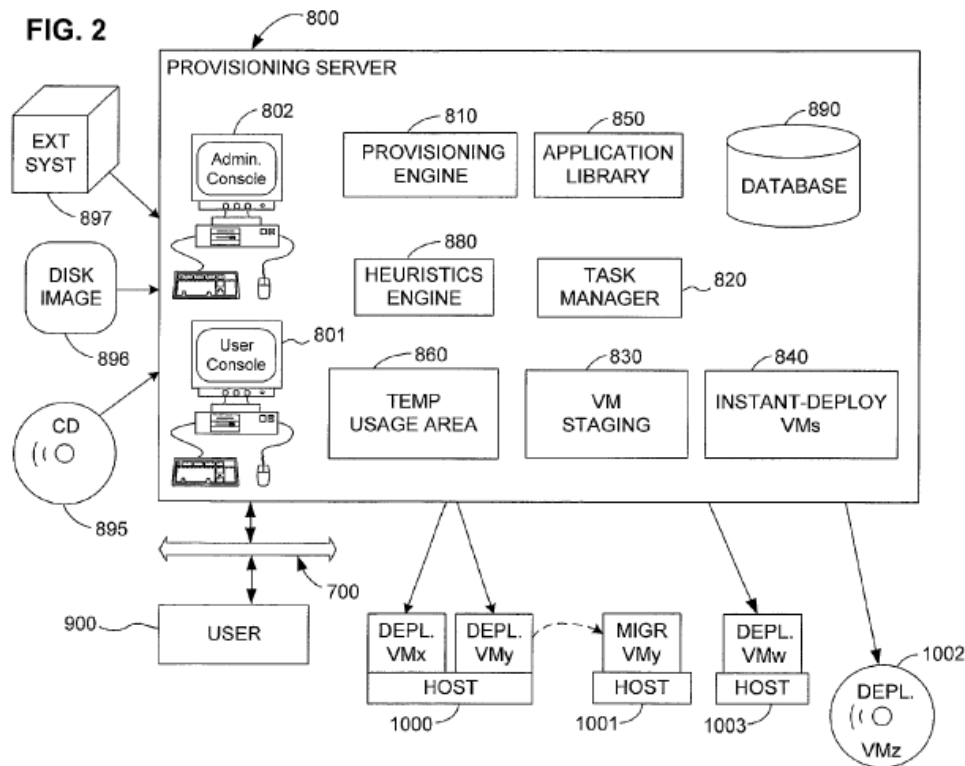 FIG. 2
800
PROVISIONING SERVER
EXT
SYST
897
DISK
IMAGE
896
CD
895
802
Admin.
Console
User
Console
801
810
PROVISIONING
ENGINE
850
APPLICATION
LIBRARY
890
DATABASE
880
HEURISTICS
ENGINE
TASK
MANAGER
820
860
TEMP
USAGE AREA
830
VM
STAGING
840
INSTANT-DEPLOY
VMs
700
900
USER
DEPL.
VMx
DEPL.
VMy
HOST
1000
MIGR
VMy
HOST
1001
DEPL.
VMw
HOST
1003
1002
DEPL.
VMz